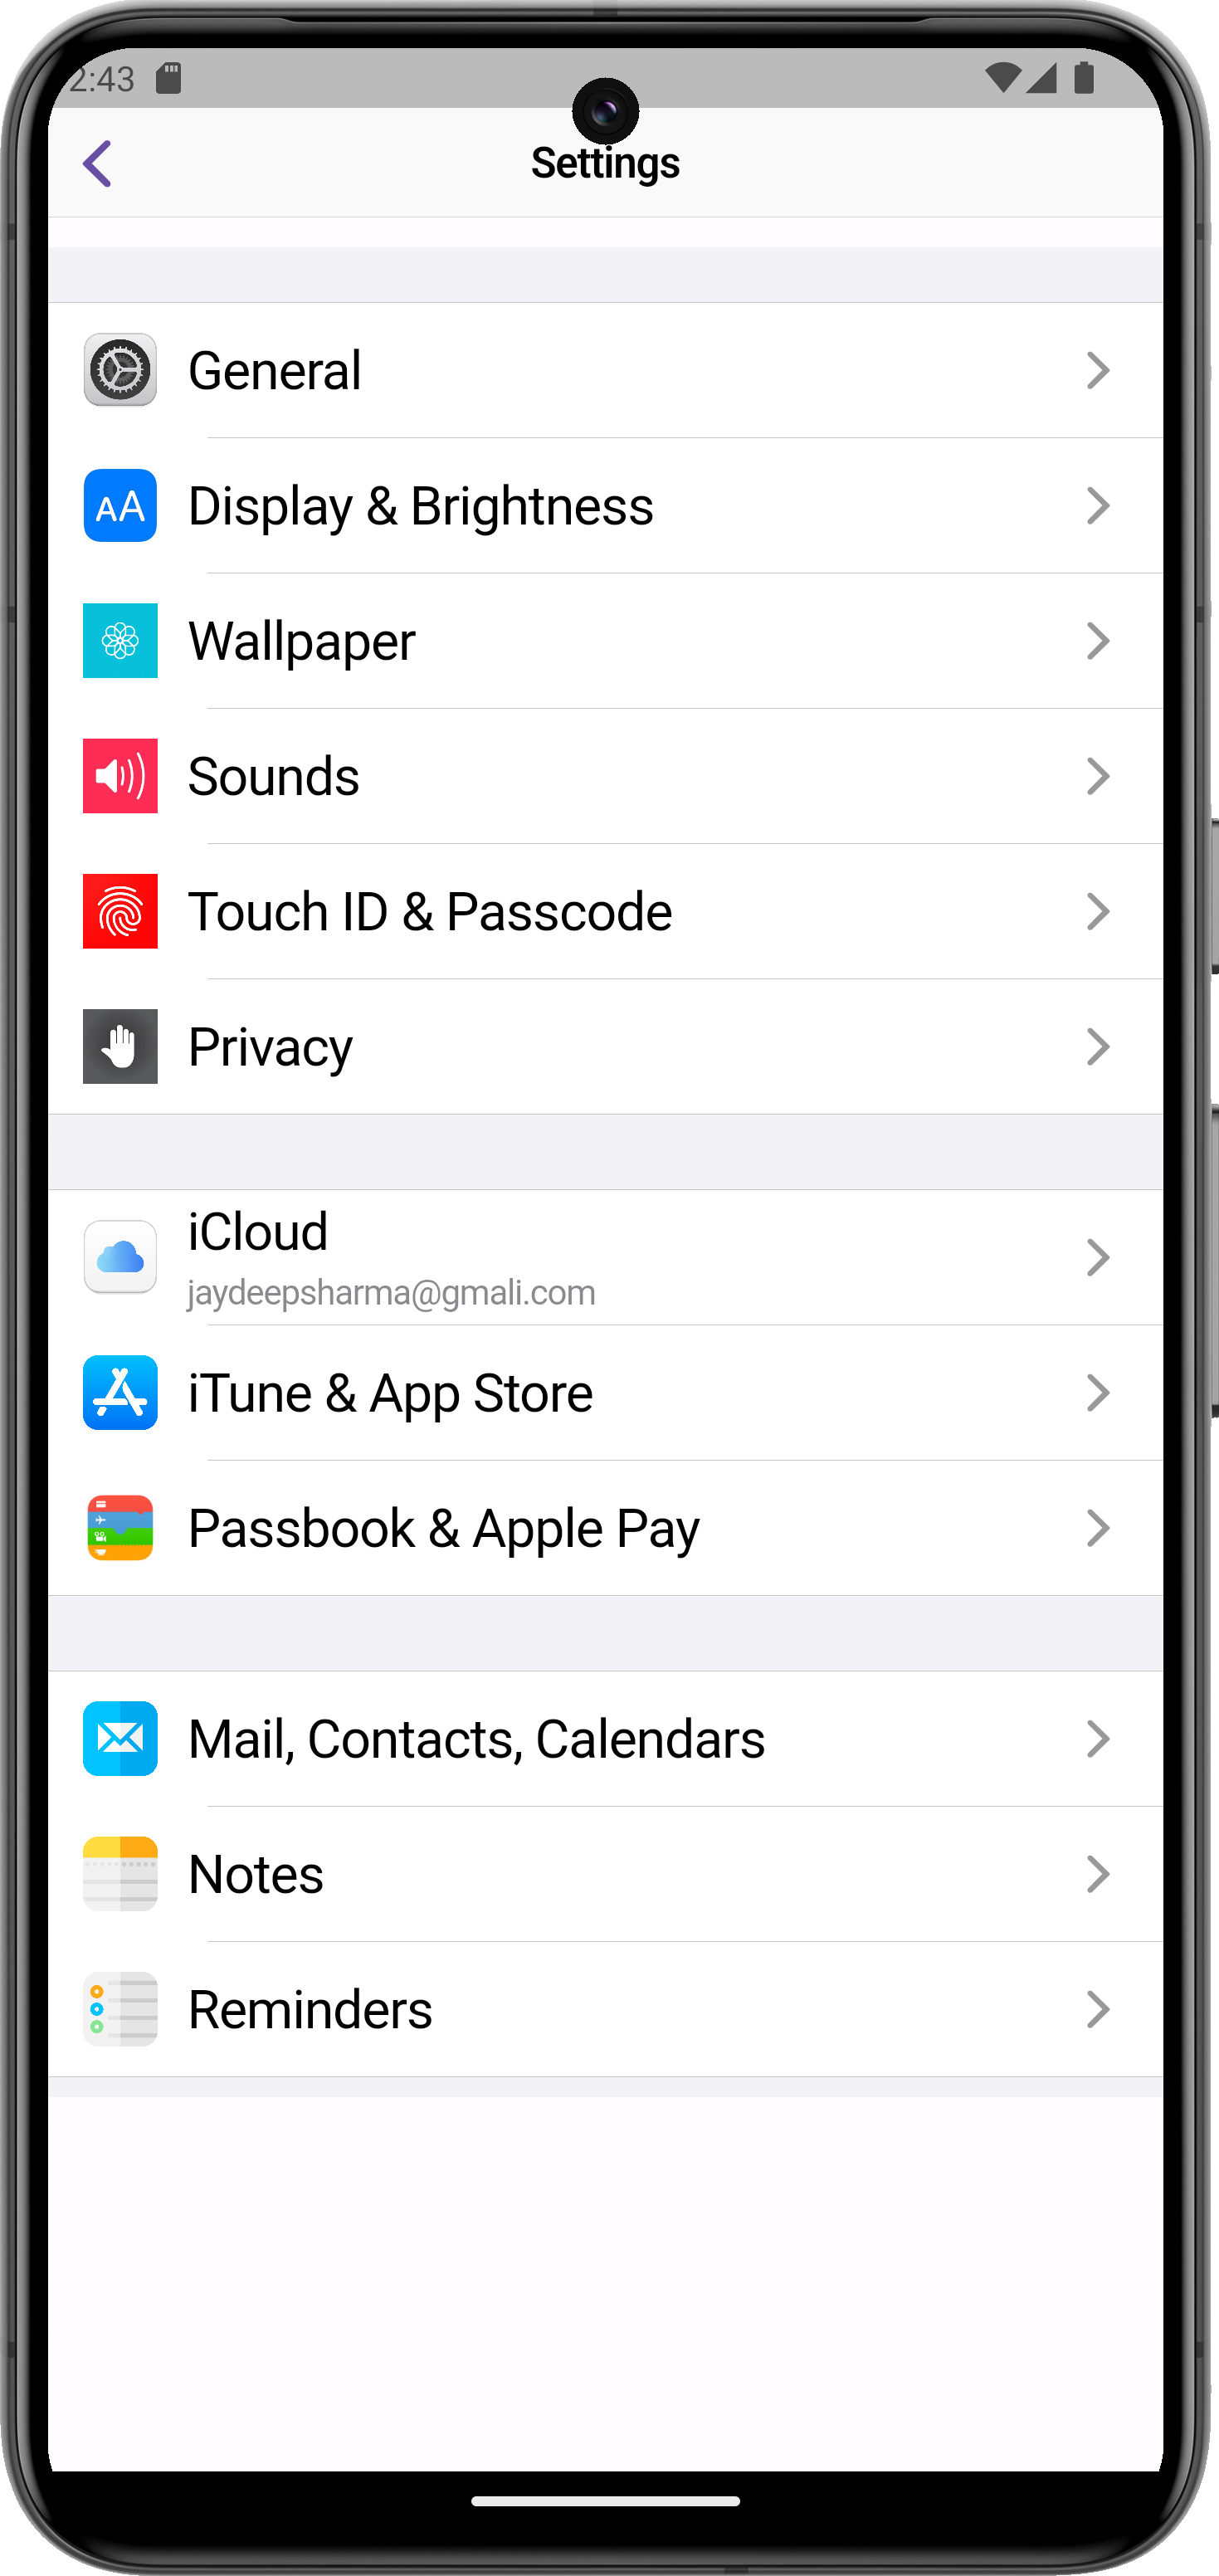 2:43
Settings
General
AA Display & Brightness
Wallpaper
Sounds
Touch ID & Passcode
Privacy
iCloud
jaydeepsharma@gmali.com
iTune & App Store
Passbook & Apple Pay
Mail, Contacts, Calendars
Notes
Reminders